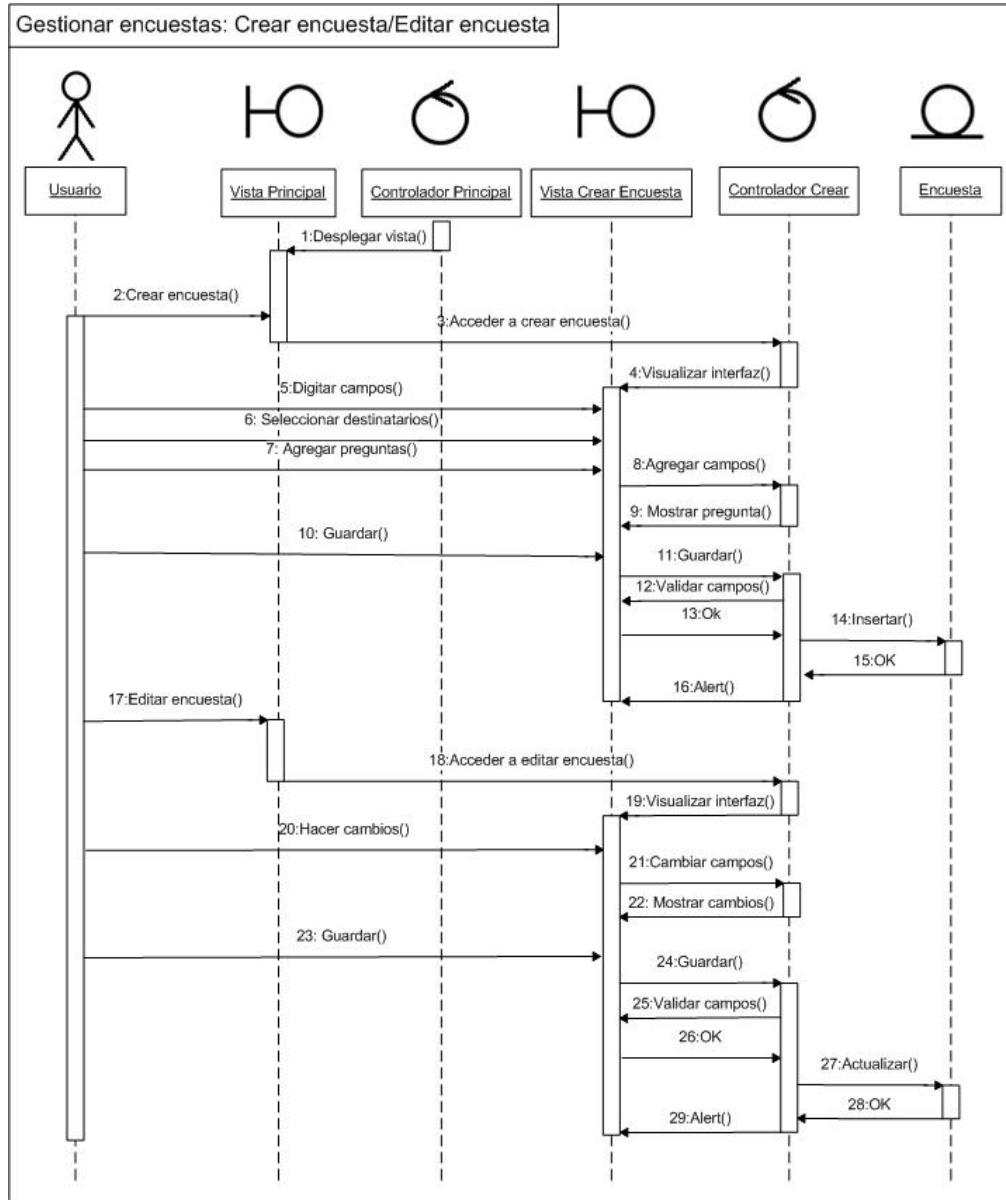 Gestionar encuestas: Crear encuesta/Editar encuesta
Usuario
Vista Principal
Controlador Principal
Vista Crear Encuesta
Controlador Crear
Encuesta
1:Desplegar vista()
2:Crear encuesta()
3:Acceder a crear encuesta()
4:Visualizar interfaz()
5:Digitar campos()
6: Seleccionar destinatarios()
7: Agregar preguntas()
8:Agregar campos()
9: Mostrar pregunta()
10: Guardar()
11:Guardar()
12:Validar campos()
13:Ok
14:Insertar()
15:OK
16:Alert()
17:Editar encuesta()
18:Acceder a editar encuesta()
19:Visualizar interfaz()
20:Hacer cambios()
21:Cambiar campos()
22: Mostrar cambios()
23: Guardar()
24:Guardar()
25:Validar campos()
26:OK
27:Actualizar()
28:OK
29:Alert()